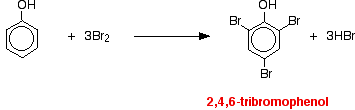 OH
+ 3Br2
OH
Br
Br
Br
+ 3HBr
2,4,6-tribromophenol